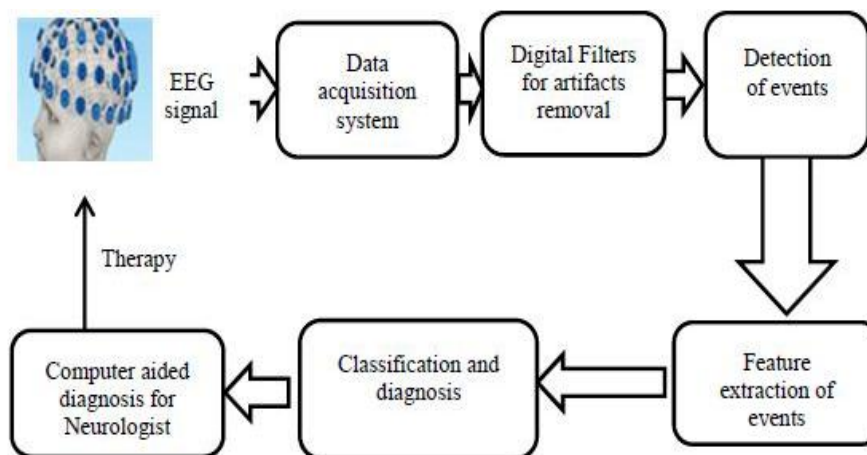 EEG
signal
Data
acquisition
system
Digital Filters
for artifacts
removal
Detection
of events
Therapy
Computer aided
diagnosis for
Neurologist
Classification and
diagnosis
Feature
extraction of
events